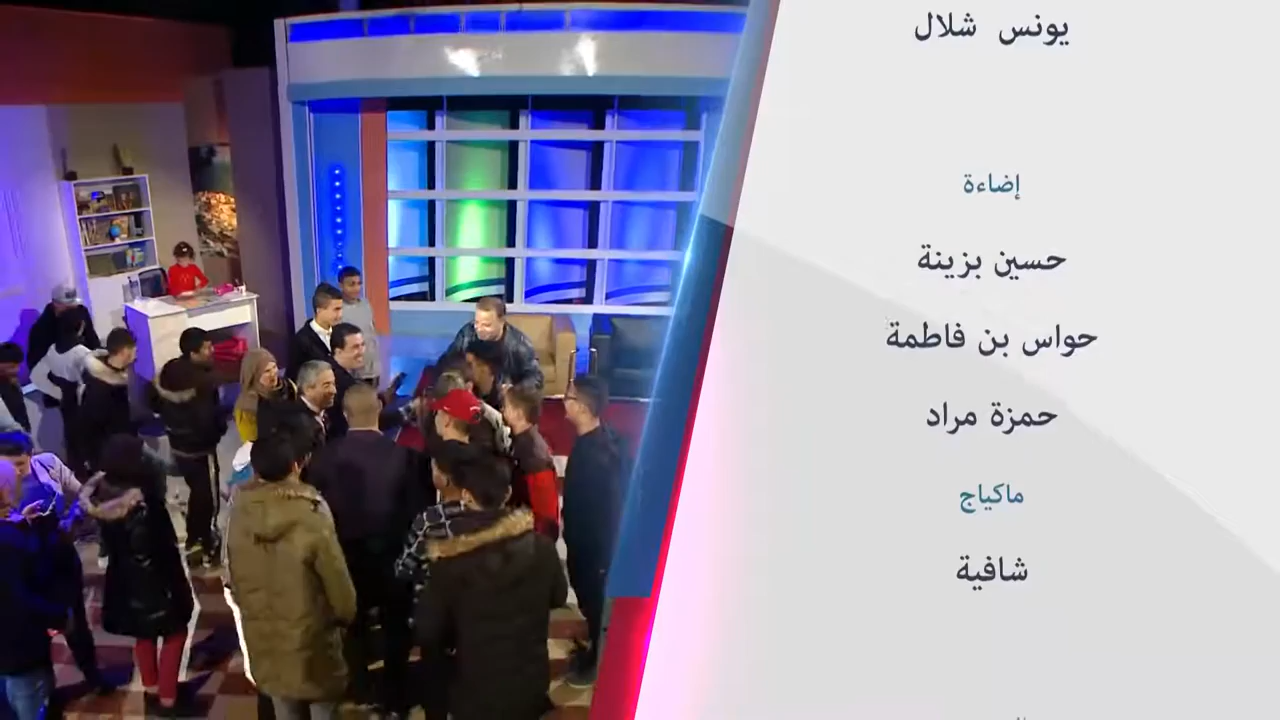 يونس شلال
إضاءة
حسين بزينة
حواس بن فاطمة
حمزة مراد
ماكياج
شافية